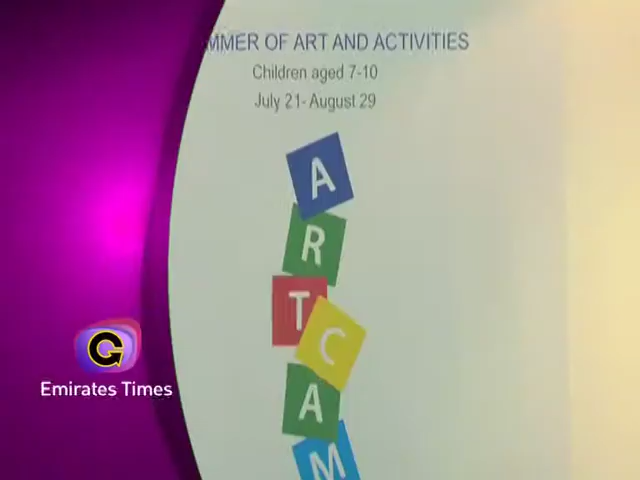 MMER OF ART AND ACTIVITIES
Children aged 7-10
July 21- August 29
A
R
T
C
A
M
Emirates Times